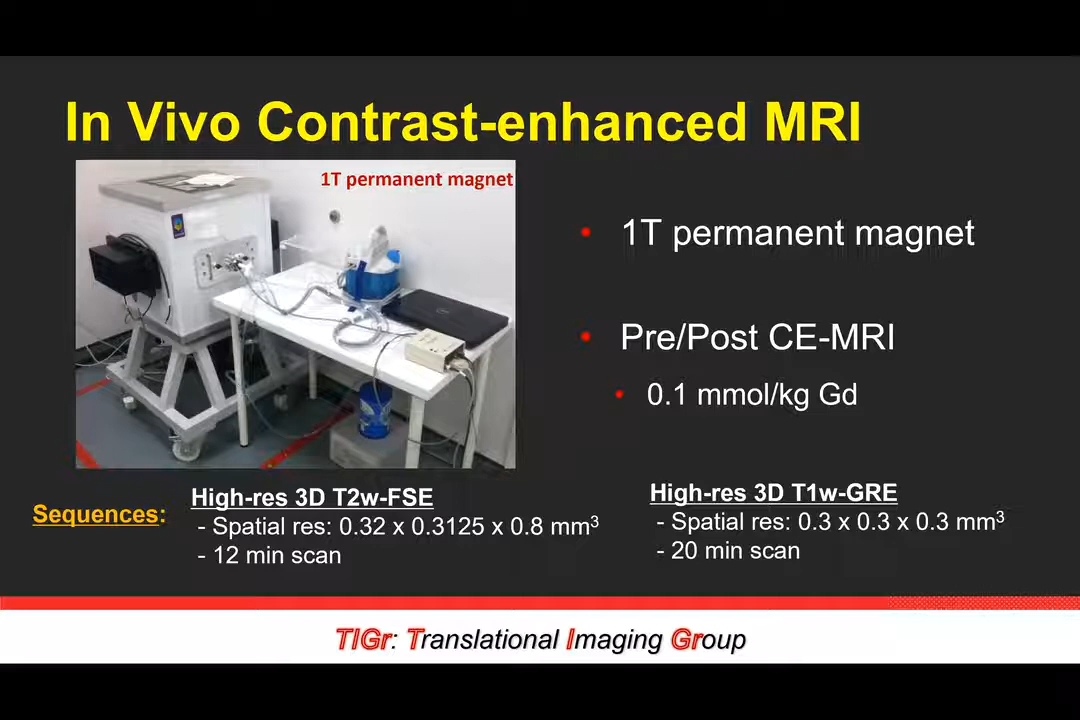 In Vivo Contrast-enhanced MRI
1T permanent magnet
• 1T permanent magnet
• Pre/Post CE-MRI
• 0.1 mmol/kg Gd
Sequences:
High-res 3D T2w-FSE
- Spatial res: 0.32 x 0.3125 x 0.8 mm³
- 12 min scan
High-res 3D T1w-GRE
- Spatial res: 0.3 x 0.3 x 0.3 mm³
- 20 min scan
TIGr: Translational Imaging Group